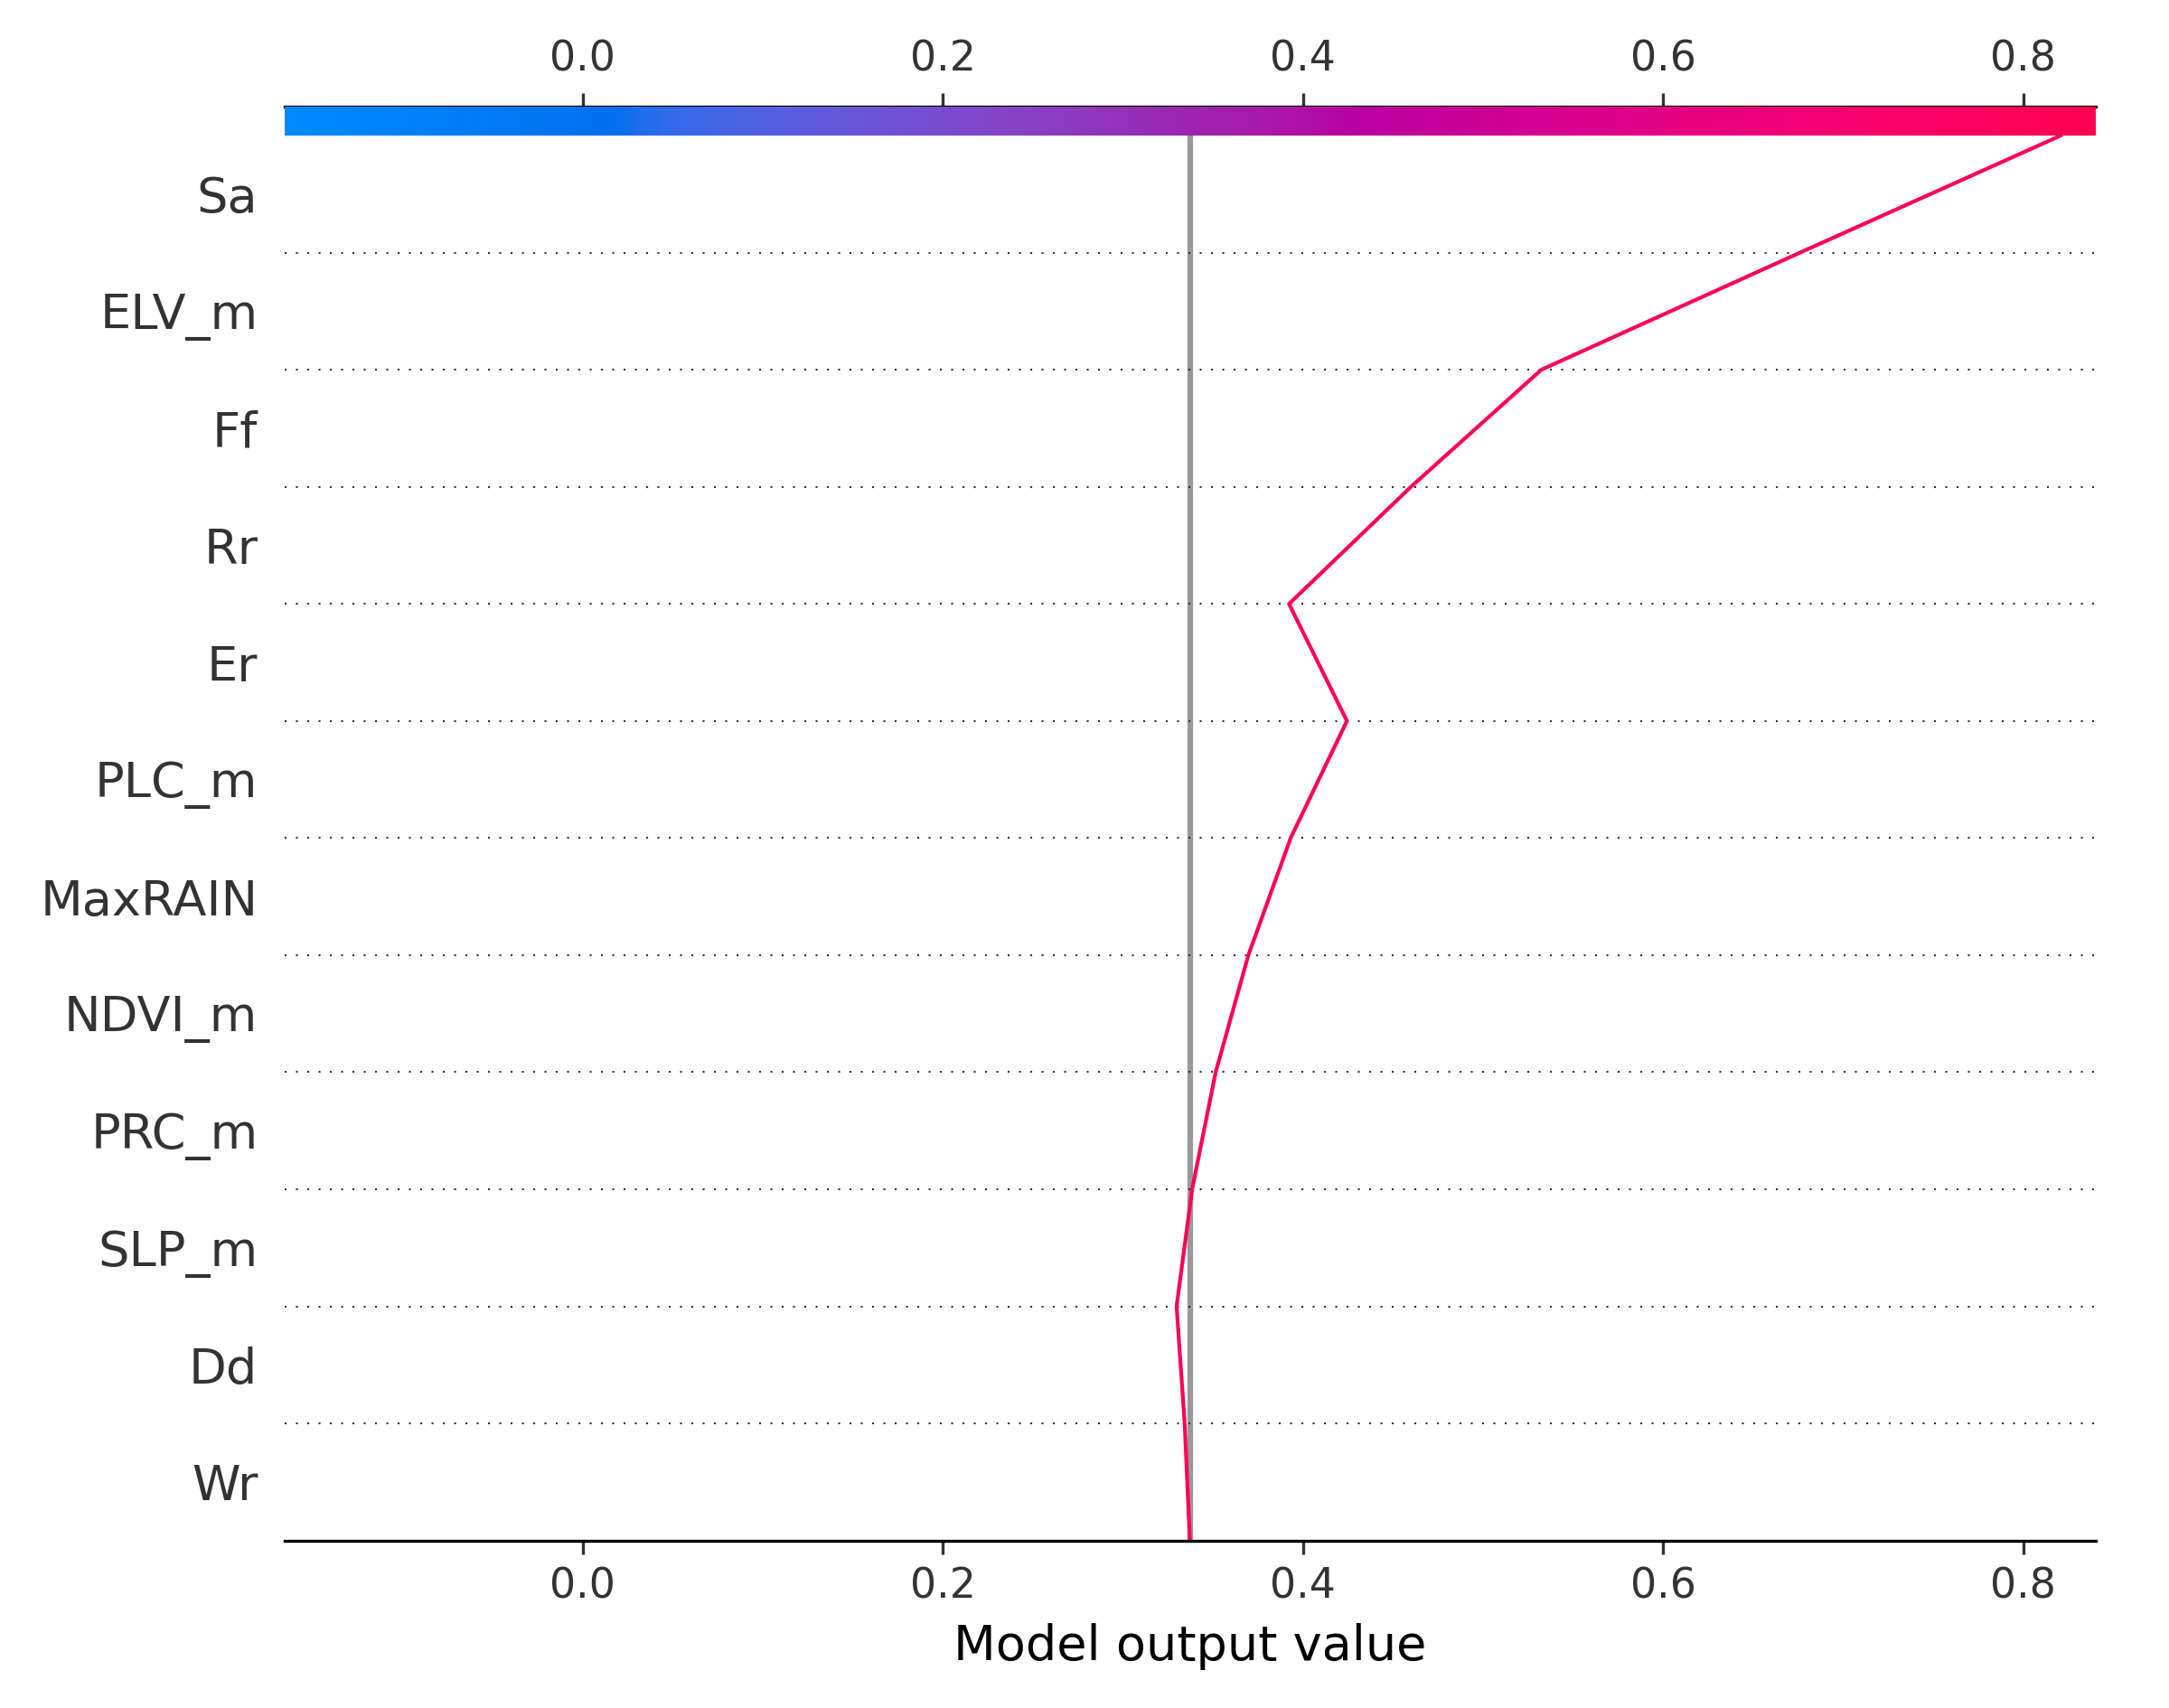 0.0 0.2 0.4 0.6 0.8
Sa
ELV_m
Ff
Rr
Er
PLC_m
MaxRAIN
NDVI_m
PRC_m
SLP_m
Dd
Wr
0.0 0.2 0.4 0.6 0.8
Model output value